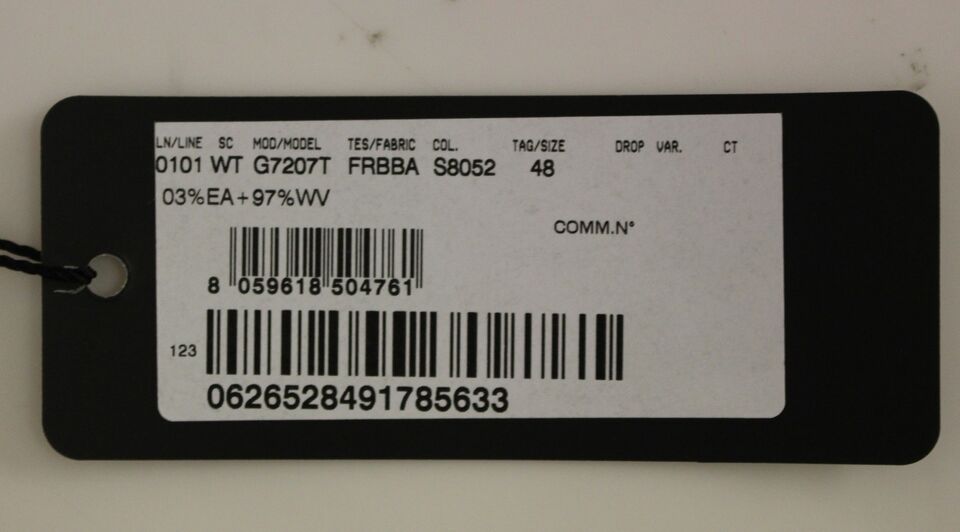 LN/LINE SC MOD/MODEL TES/FABRIC COL. TAG/SIZE DROP VAR. CT
0101 WT G7207T FRBBA S8052 48
03%EA+97%WV
COMM.N°
8 059618 504761
123
0626528491785633